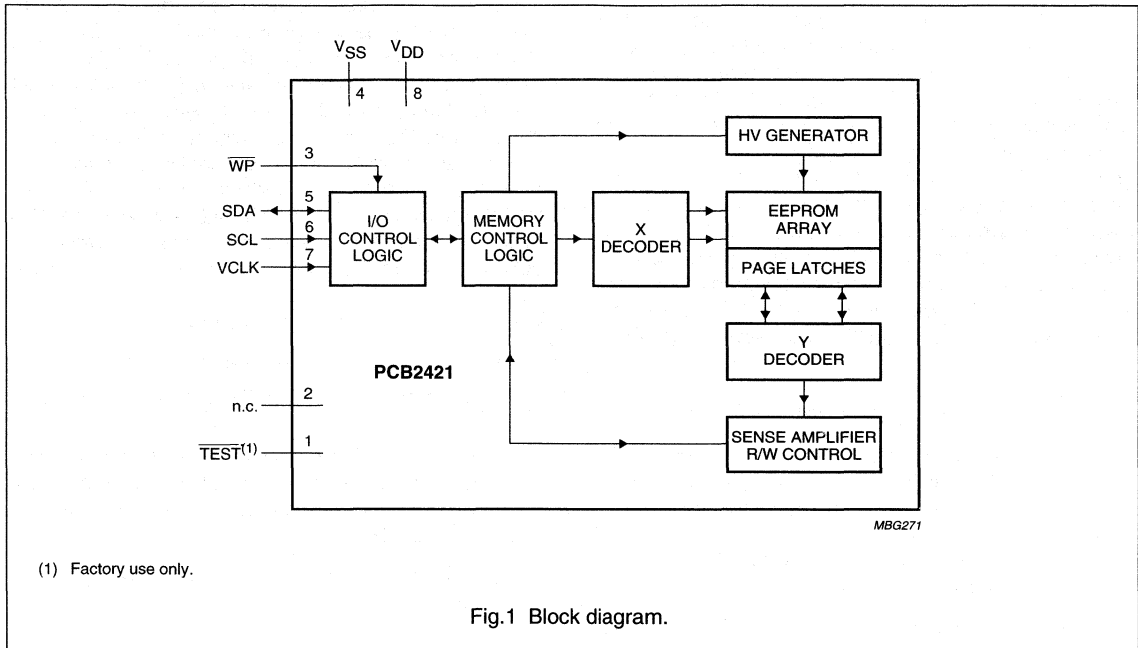 VSS VDD
4 8
HV GENERATOR
WP 3
SDA 5
SCL 6
VCLK 7
I/O
CONTROL
LOGIC
MEMORY
CONTROL
LOGIC
X
DECODER
EEPROM
ARRAY
PAGE LATCHES
Y
DECODER
PCB2421
n.c. 2
TEST(1) 1
SENSE AMPLIFIER
R/W CONTROL
MBG271
(1) Factory use only.
Fig.1 Block diagram.